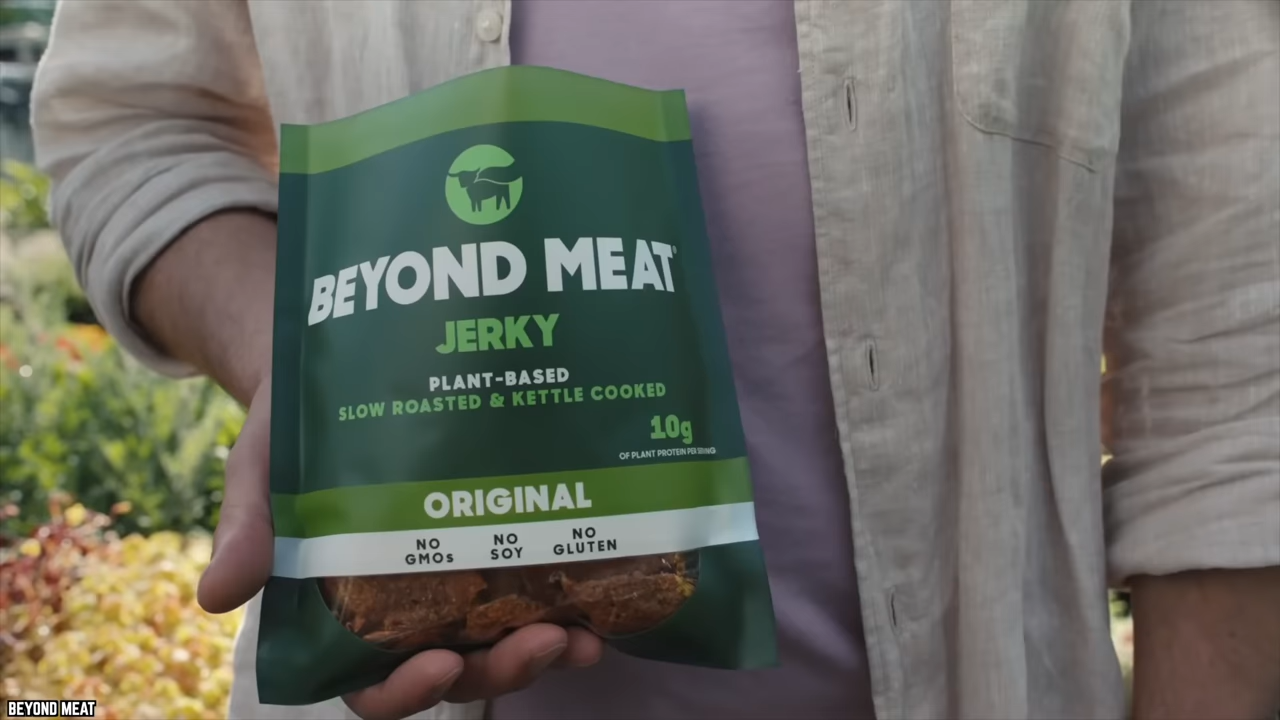 BEYOND MEAT®
JERKY
PLANT-BASED
SLOW ROASTED & KETTLE COOKED
10g
OF PLANT PROTEIN PER
ORIGINAL
NO GMOs
NO SOY
NO GLUTEN
BEYOND MEAT